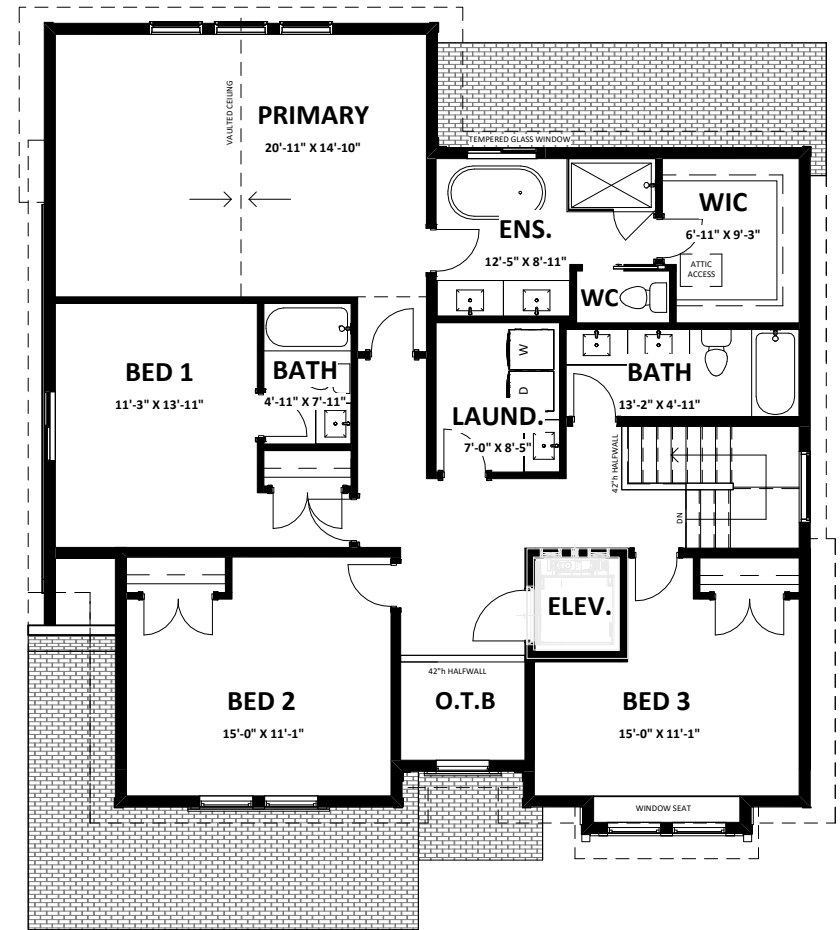 VAULTED CEILING
PRIMARY
20'-11" X 14'-10"
TEMPERED GLASS WINDOW
ENS.
12'-5" X 8'-11"
WIC
6'-11" X 9'-3"
ATTIC
ACCESS
WC
BED 1
11'-3" X 13'-11"
BATH
4'-11" X 7'-11"
W
D
LAUND.
7'-0" X 8'-5"
BATH
13'-2" X 4'-11"
42"h HALFWALL
DN
ELEV.
BED 2
15'-0" X 11'-1"
42"h HALFWALL
O.T.B
BED 3
15'-0" X 11'-1"
WINDOW SEAT